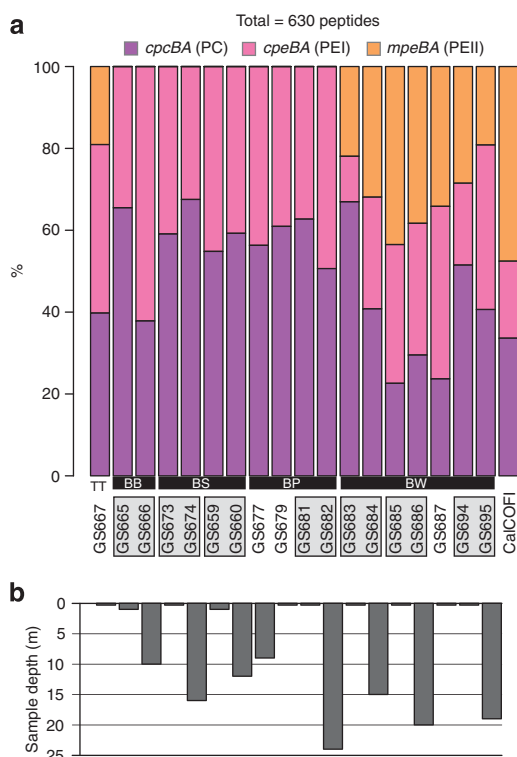 a
Total = 630 peptides
cpcBA (PC) cpeBA (PEI) mpeBA (PEII)
100
80
60
40
20
0
%
TT BB BS BP BW
GS667 GS665 GS666 GS673 GS674 GS659 GS660 GS677 GS679 GS681 GS682 GS683 GS684 GS685 GS686 GS687 GS694 GS695 CalCOFI
b
0
5
10
15
20
25
Sample depth (m)